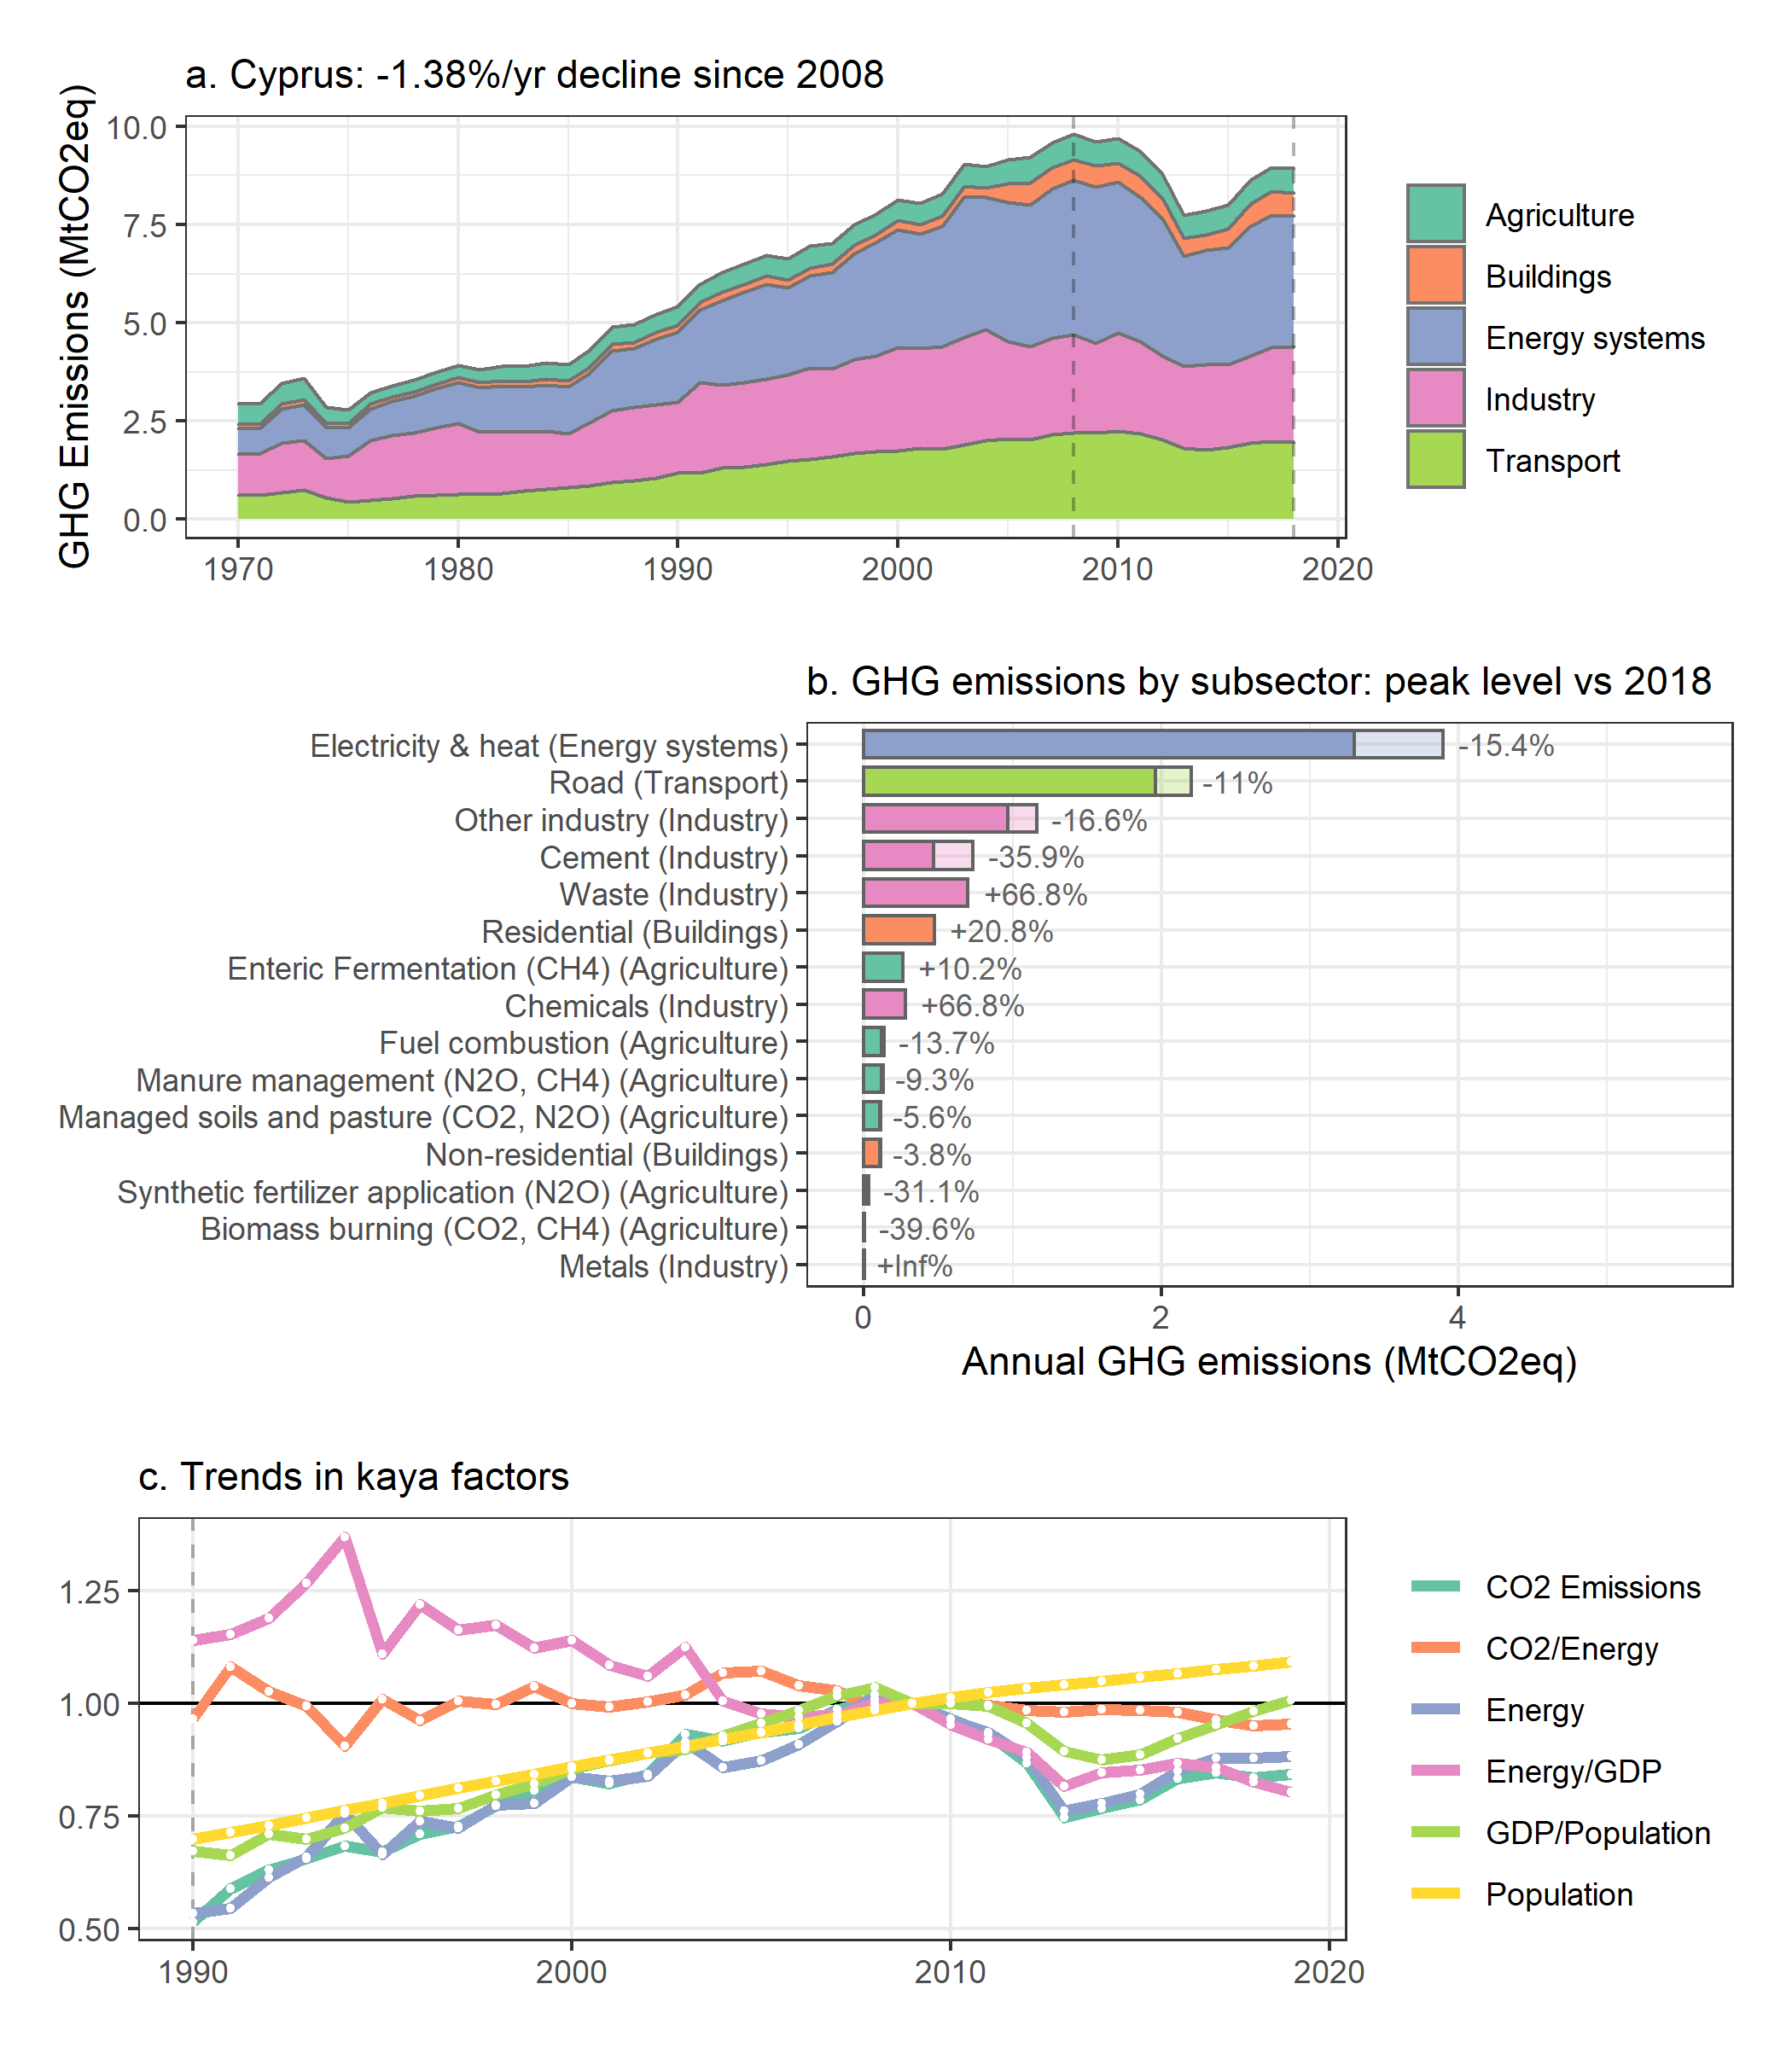 a. Cyprus: -1.38%/yr decline since 2008
GHG Emissions (MtCO2eq)
10.0
7.5
5.0
2.5
0.0
1970 1980 1990 2000 2010 2020
Agriculture
Buildings
Energy systems
Industry
Transport
b. GHG emissions by subsector: peak level vs 2018
Electricity & heat (Energy systems) -15.4%
Road (Transport) -11%
Other industry (Industry) -16.6%
Cement (Industry) -35.9%
Waste (Industry) +66.8%
Residential (Buildings) +20.8%
Enteric Fermentation (CH4) (Agriculture) +10.2%
Chemicals (Industry) +66.8%
Fuel combustion (Agriculture) -13.7%
Manure management (N2O, CH4) (Agriculture) -9.3%
Managed soils and pasture (CO2, N2O) (Agriculture) -5.6%
Non-residential (Buildings) -3.8%
Synthetic fertilizer application (N2O) (Agriculture) -31.1%
Biomass burning (CO2, CH4) (Agriculture) -39.6%
Metals (Industry) +Inf%
0 2 4
Annual GHG emissions (MtCO2eq)
c. Trends in kaya factors
1.25
1.00
0.75
0.50
1990 2000 2010 2020
CO2 Emissions
CO2/Energy
Energy
Energy/GDP
GDP/Population
Population